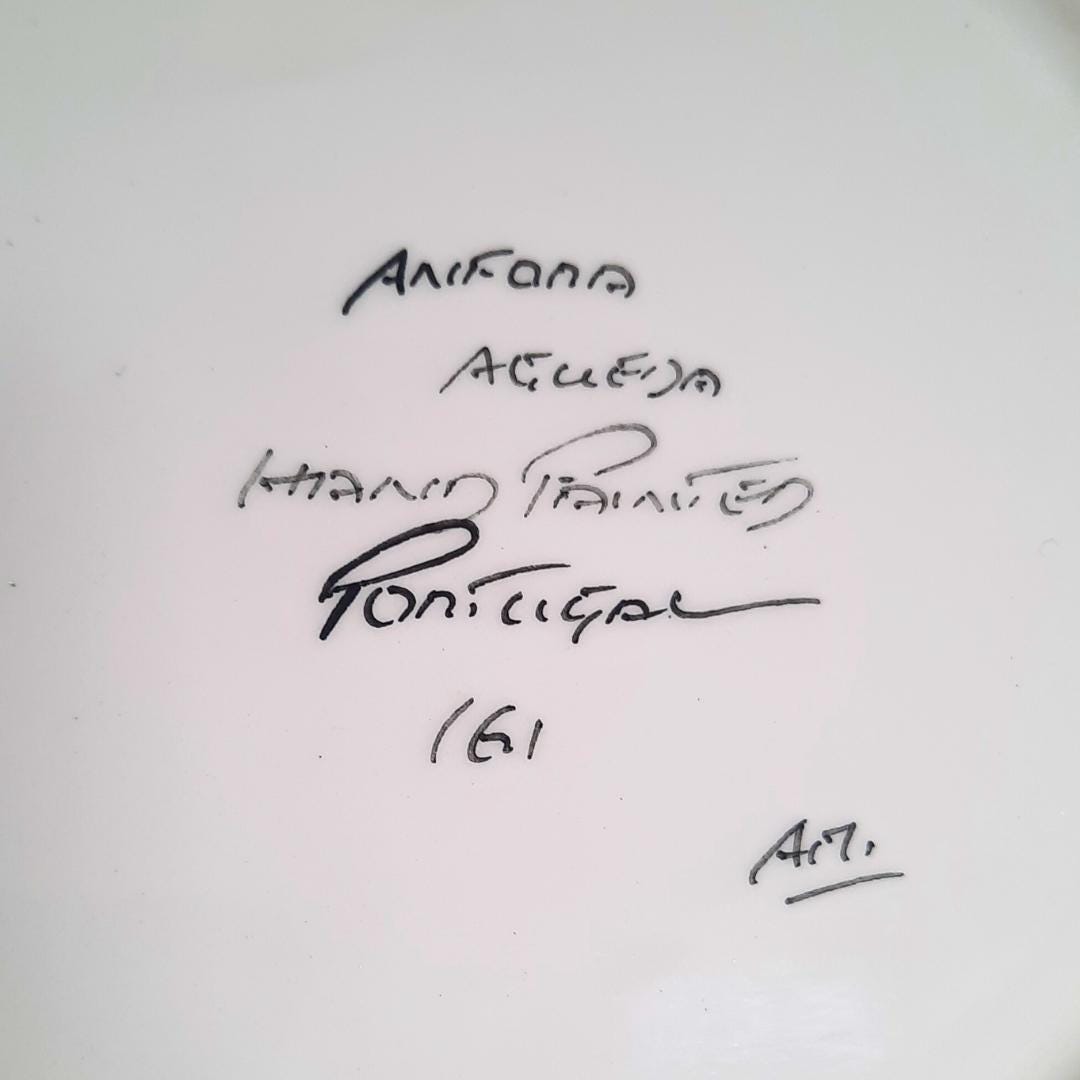 ANFORA
AGUEDA
HAND PAINTED
PORTUGAL
161
AM.